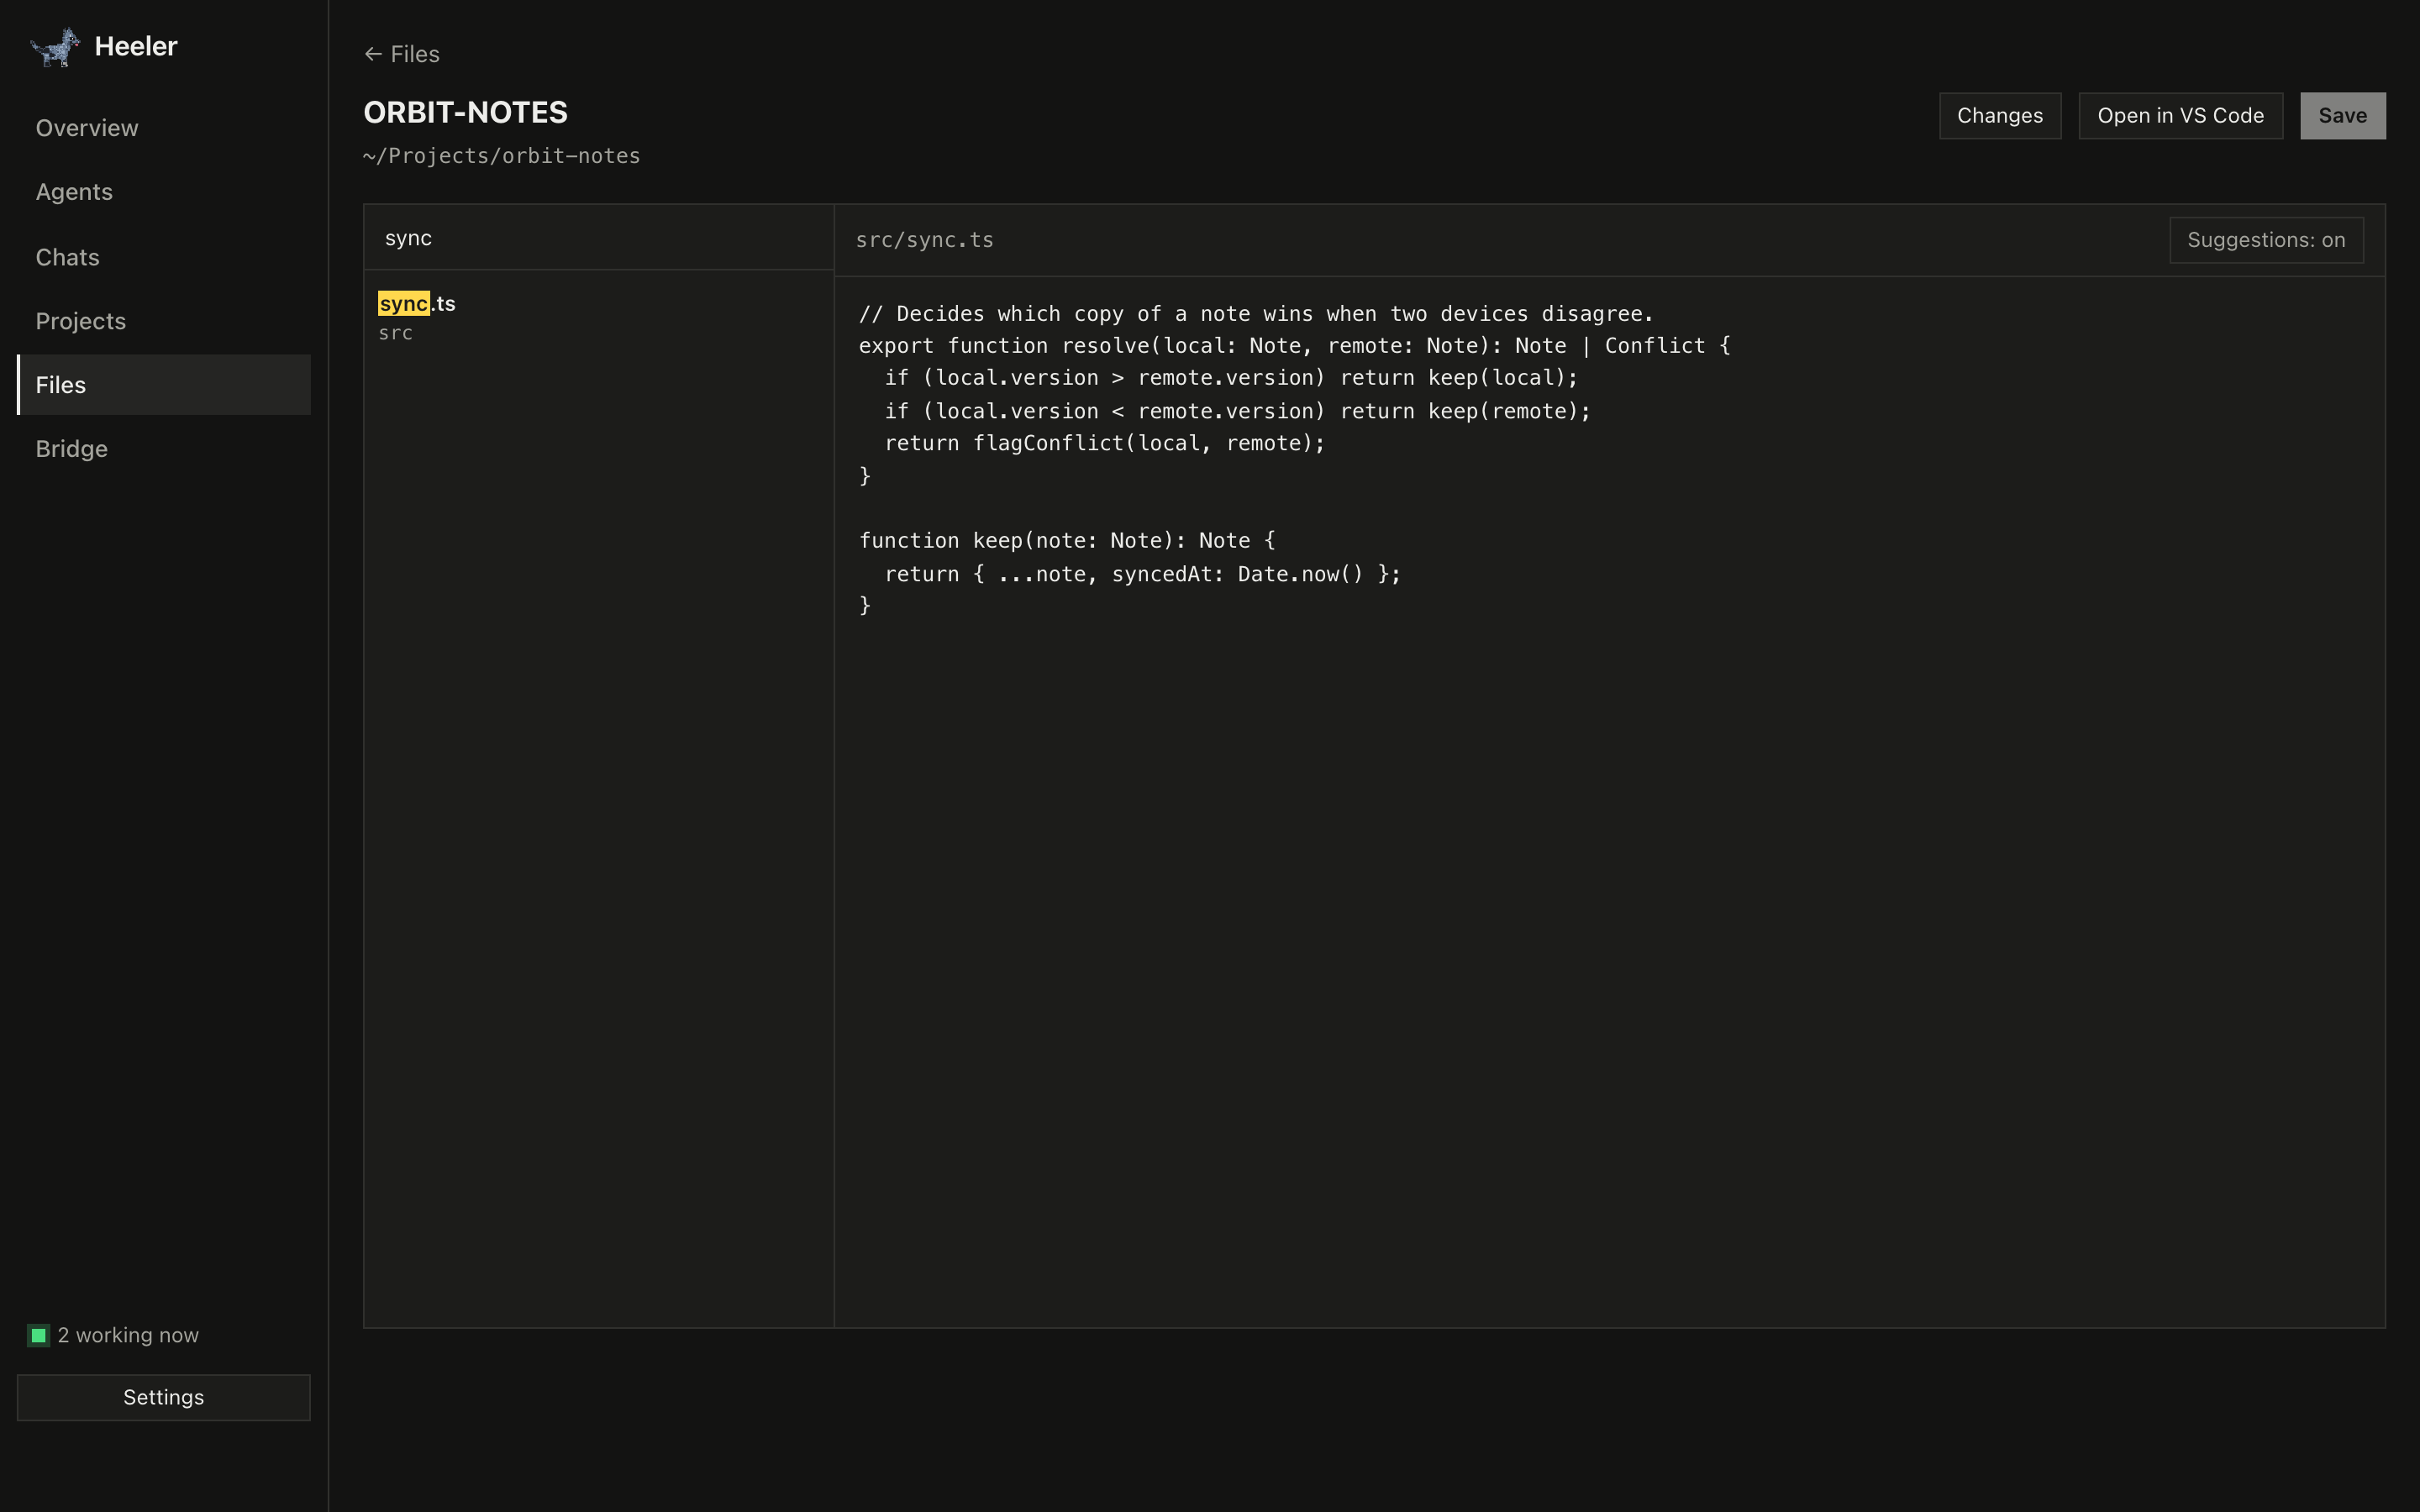 Heeler
Overview
Agents
Chats
Projects
Files
Bridge
2 working now
Settings
← Files
ORBIT-NOTES
~/Projects/orbit-notes
Changes
Open in VS Code
Save
sync
sync.ts
src
src/sync.ts
Suggestions: on
// Decides which copy of a note wins when two devices disagree.
export function resolve(local: Note, remote: Note): Note | Conflict {
  if (local.version > remote.version) return keep(local);
  if (local.version < remote.version) return keep(remote);
  return flagConflict(local, remote);
}

function keep(note: Note): Note {
  return { ...note, syncedAt: Date.now() };
}